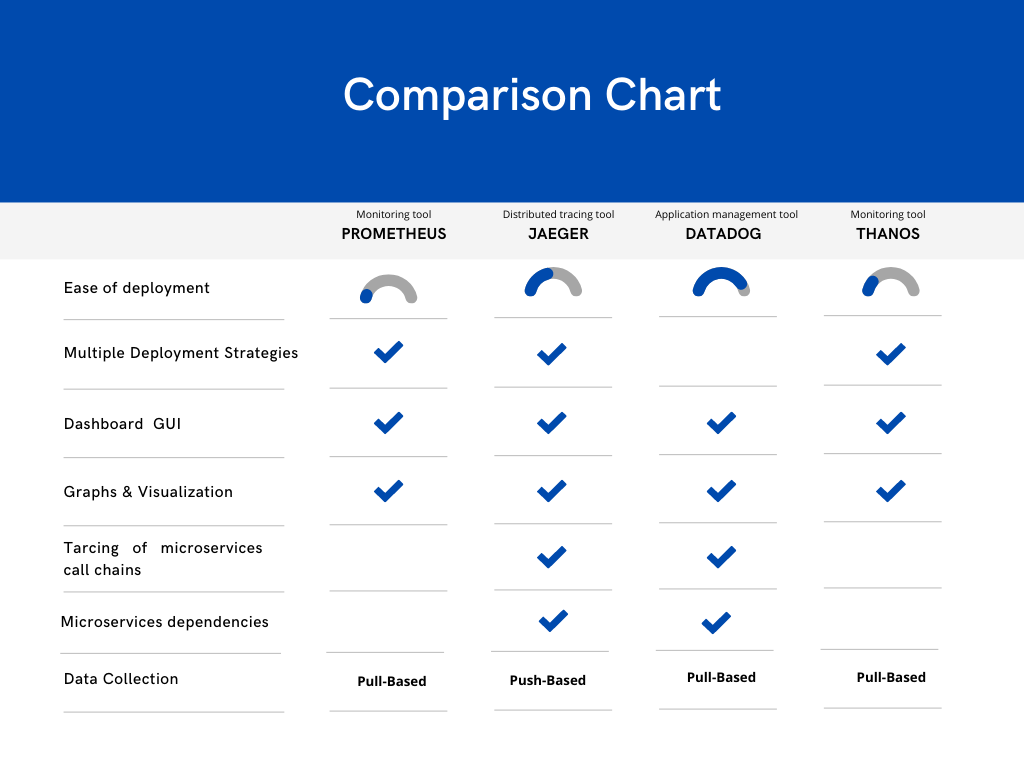 Comparison Chart
Monitoring tool
PROMETHEUS
Distributed tracing tool
JAEGER
Application management tool
DATADOG
Monitoring tool
THANOS
Ease of deployment
Multiple Deployment Strategies
Dashboard GUI
Graphs & Visualization
Tarcing of microservices
call chains
Microservices dependencies
Data Collection
Pull-Based
Push-Based
Pull-Based
Pull-Based